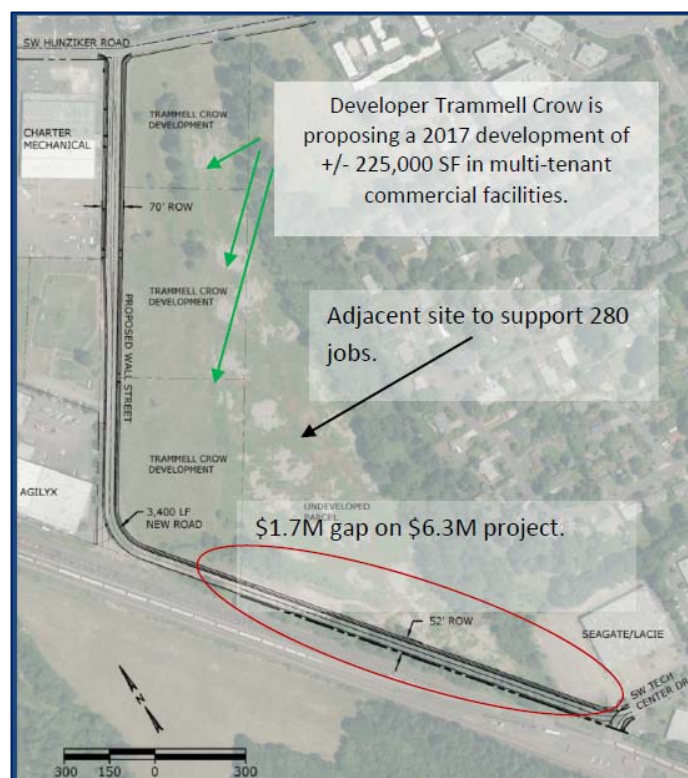 SW HUNZIKER ROAD
TRAMMELL CROW
DEVELOPMENT
Developer Trammell Crow is
proposing a 2017 development of
+/- 225,000 SF in multi-tenant
commercial facilities.
CHARTER
MECHANICAL
70' ROW
TRAMMELL CROW
DEVELOPMENT
PROPOSED WALL STREET
Adjacent site to support 280
jobs.
TRAMMELL CROW
DEVELOPMENT
AGILYX
3,400 LF
NEW ROAD
UNDEVELOPED
PARCEL
$1.7M gap on $6.3M project.
52' ROW
SEAGATE/LACIE
SW TECH
CENTER DR
N
300 150 0 300